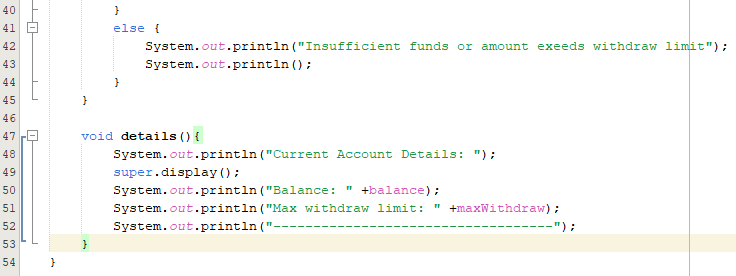 40 }
41 else {
42 System.out.println("Insufficient funds or amount exeeds withdraw limit");
43 System.out.println();
44 }
45 }
46
47 void details(){
48 System.out.println("Current Account Details: ");
49 super.display();
50 System.out.println("Balance: " +balance);
51 System.out.println("Max withdraw limit: " +maxWithdraw);
52 System.out.println("-----------------------------------");
53 }
54 }